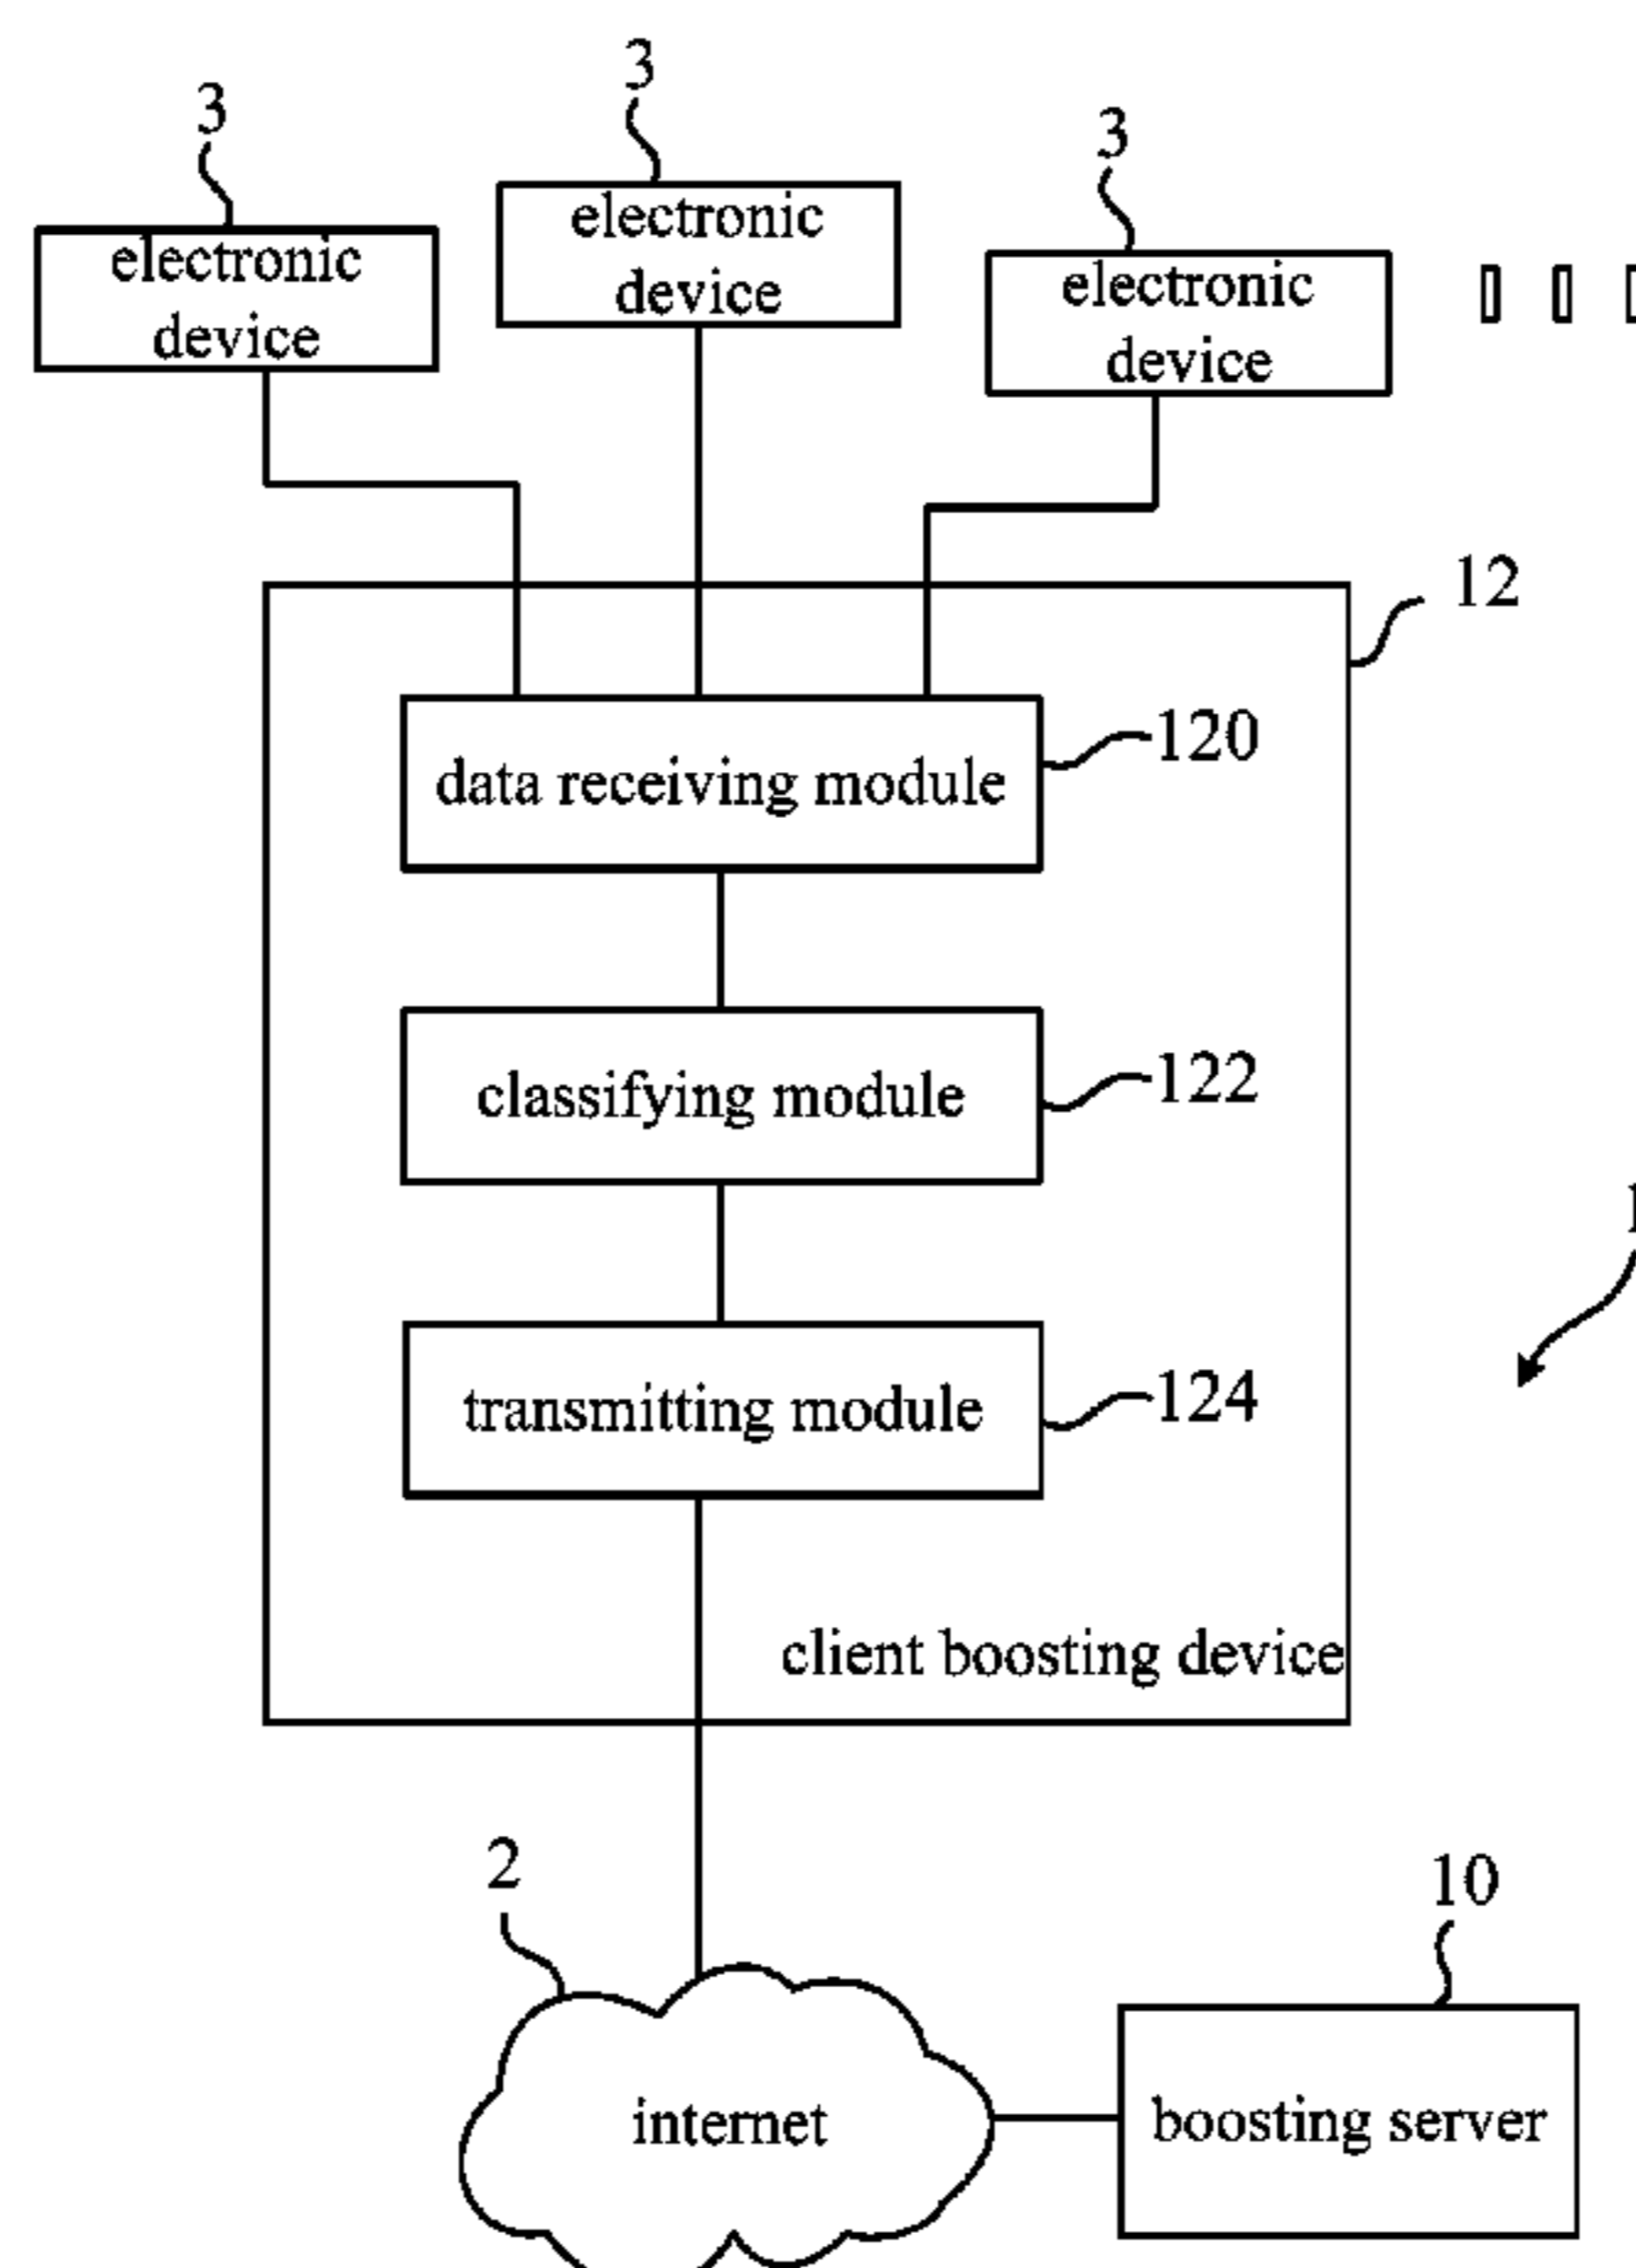 3
3
3
electronic
device
electronic
device
electronic
device
12
data receiving module
120
classifying module
122
transmitting module
124
client boosting device
2
10
internet
boosting server